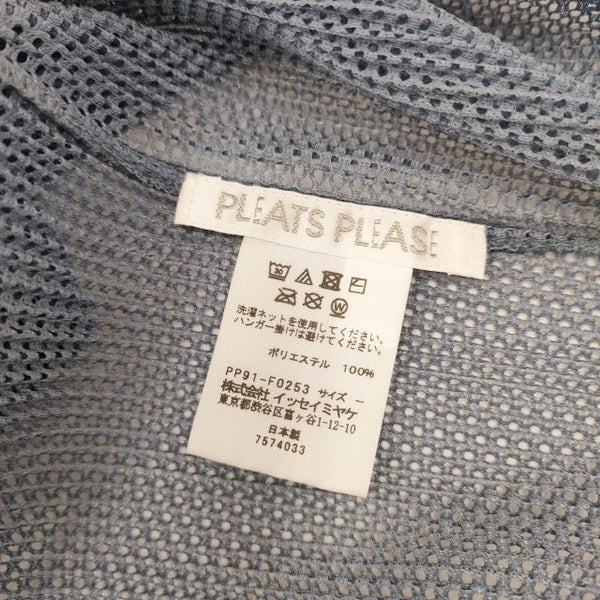 PLEATS PLEASE
30
W
洗濯ネットを使用してください。
ハンガー掛けは避けてください。
ポリエステル 100%
PP91-F0253 サイズ ー
株式会社 イッセイミヤケ
東京都渋谷区富ヶ谷1-12-10
日本製
7574033